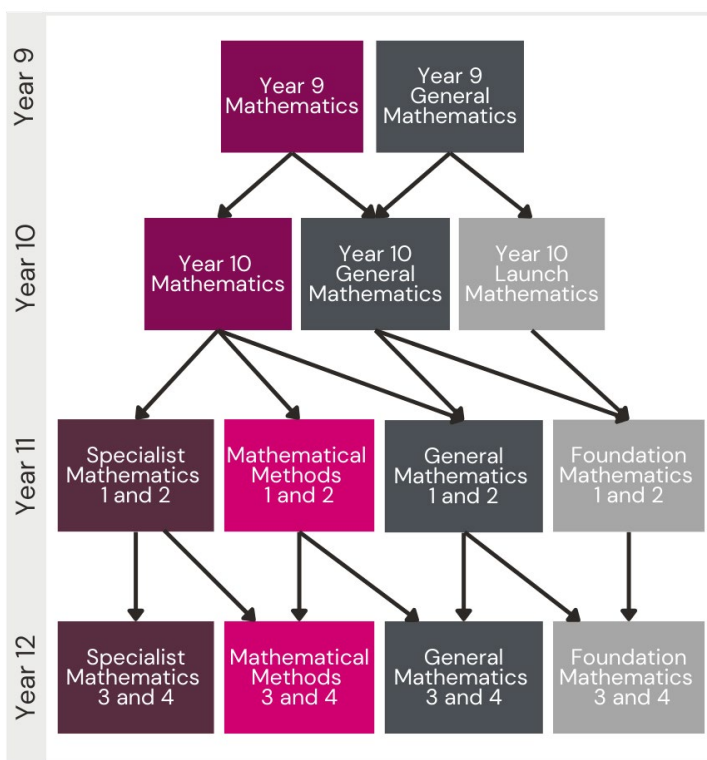 Year 9
Year 9
Mathematics
Year 9
General
Mathematics
Year 10
Year 10
Mathematics
Year 10
General
Mathematics
Year 10
Launch
Mathematics
Year 11
Specialist
Mathematics
1 and 2
Mathematical
Methods
1 and 2
General
Mathematics
1 and 2
Foundation
Mathematics
1 and 2
Year 12
Specialist
Mathematics
3 and 4
Mathematical
Methods
3 and 4
General
Mathematics
3 and 4
Foundation
Mathematics
3 and 4